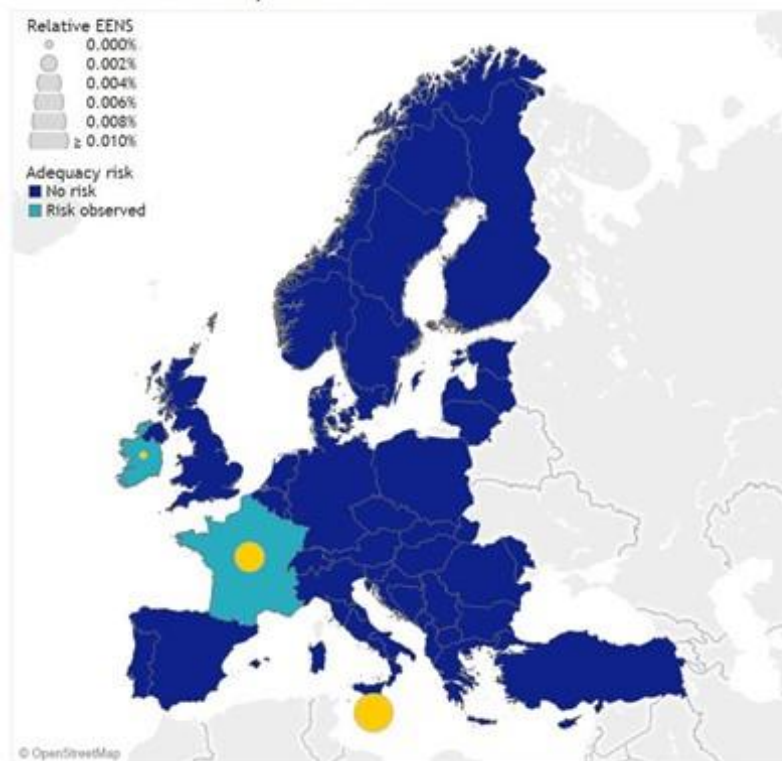 Relative EENS
0.000%
0.002%
0.004%
0.006%
0.008%
≥ 0.010%
Adequacy risk
No risk
Risk observed
© OpenStreetMap